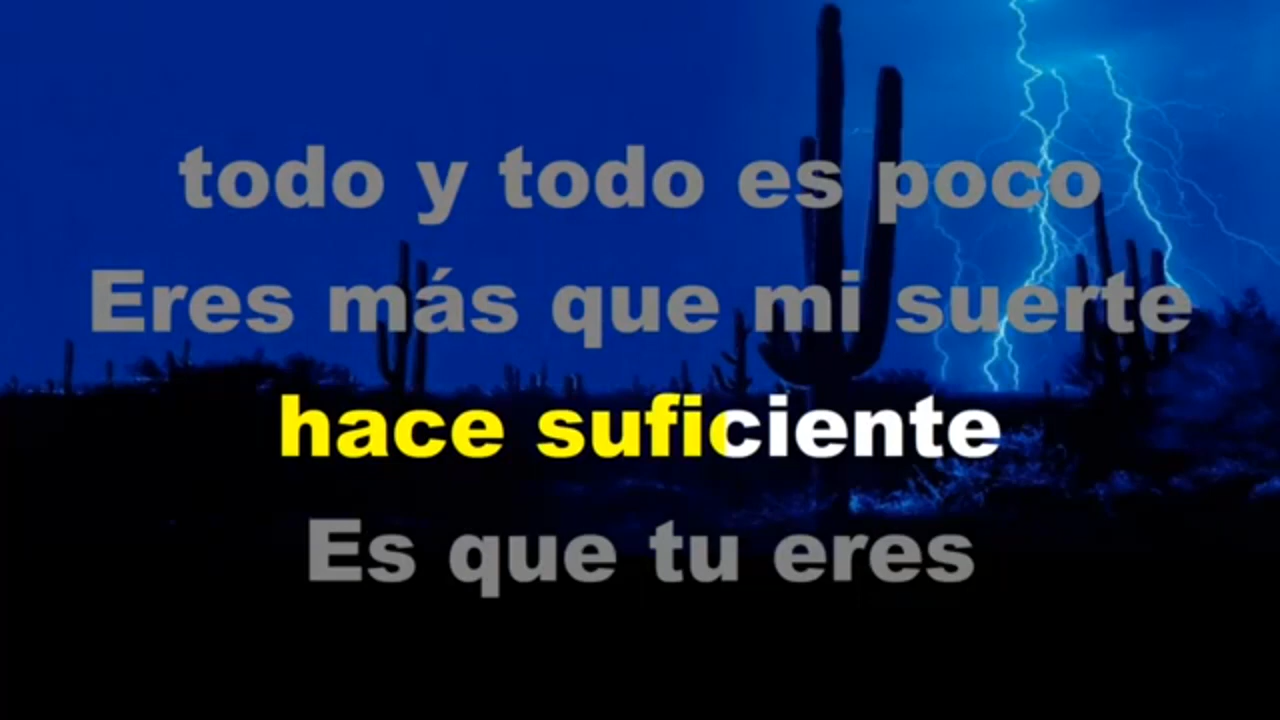 todo y todo es poco
Eres más que mi suerte
hace suficiente
Es que tu eres